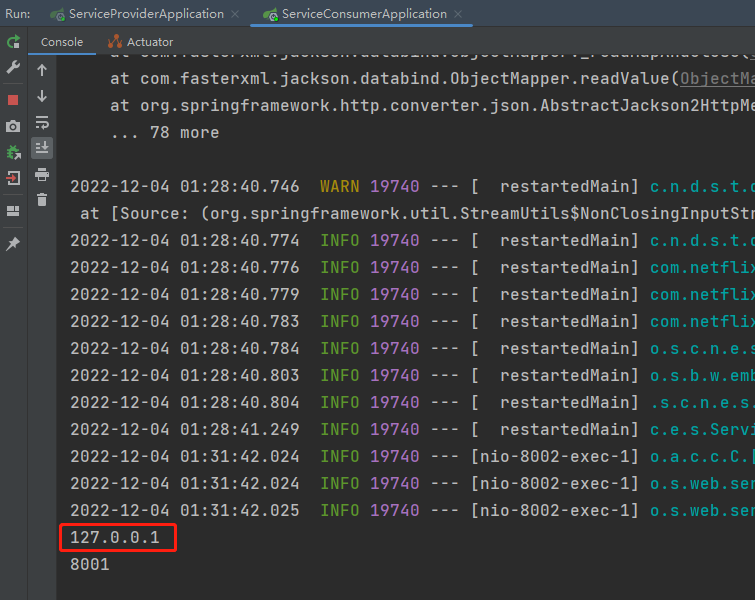 Run: ServiceProviderApplication × ServiceConsumerApplication ×
Console Actuator
at com.fasterxml.jackson.databind.ObjectMapper._readMapAndClose(
at com.fasterxml.jackson.databind.ObjectMapper.readValue(ObjectMa
at org.springframework.http.converter.json.AbstractJackson2HttpMe
... 78 more
2022-12-04 01:28:40.746 WARN 19740 --- [ restartedMain] c.n.d.s.t.d
at [Source: (org.springframework.util.StreamUtils$NonClosingInputStr
2022-12-04 01:28:40.774 INFO 19740 --- [ restartedMain] c.n.d.s.t.d
2022-12-04 01:28:40.776 INFO 19740 --- [ restartedMain] com.netflix
2022-12-04 01:28:40.779 INFO 19740 --- [ restartedMain] com.netflix
2022-12-04 01:28:40.783 INFO 19740 --- [ restartedMain] com.netflix
2022-12-04 01:28:40.784 INFO 19740 --- [ restartedMain] o.s.c.n.e.s
2022-12-04 01:28:40.803 INFO 19740 --- [ restartedMain] o.s.b.w.emb
2022-12-04 01:28:40.804 INFO 19740 --- [ restartedMain] .s.c.n.e.s.
2022-12-04 01:28:41.249 INFO 19740 --- [ restartedMain] c.e.s.Servi
2022-12-04 01:31:42.024 INFO 19740 --- [nio-8002-exec-1] o.a.c.c.C.[
2022-12-04 01:31:42.024 INFO 19740 --- [nio-8002-exec-1] o.s.web.ser
2022-12-04 01:31:42.025 INFO 19740 --- [nio-8002-exec-1] o.s.web.ser
127.0.0.1
8001